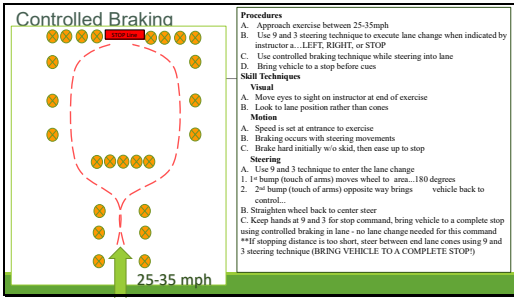 Controlled Braking
STOP Line
25-35 mph
Procedures
A. Approach exercise between 25-35mph
B. Use 9 and 3 steering technique to execute lane change when indicated by
instructor a…LEFT, RIGHT, or STOP
C. Use controlled braking technique while steering into lane
D. Bring vehicle to a stop before cues
Skill Techniques
Visual
A. Move eyes to sight on instructor at end of exercise
B. Look to lane position rather than cones
Motion
A. Speed is set at entrance to exercise
B. Braking occurs with steering movements
C. Brake hard initially w/o skid, then ease up to stop
Steering
A. Use 9 and 3 technique to enter the lane change
1. 1st bump (touch of arms) moves wheel to area...180 degrees
2. 2nd bump (touch of arms) opposite way brings vehicle back to
control...
B. Straighten wheel back to center steer
C. Keep hands at 9 and 3 for stop command, bring vehicle to a complete stop
using controlled braking in lane - no lane change needed for this command
**If stopping distance is too short, steer between end lane cones using 9 and
3 steering technique (BRING VEHICLE TO A COMPLETE STOP!)